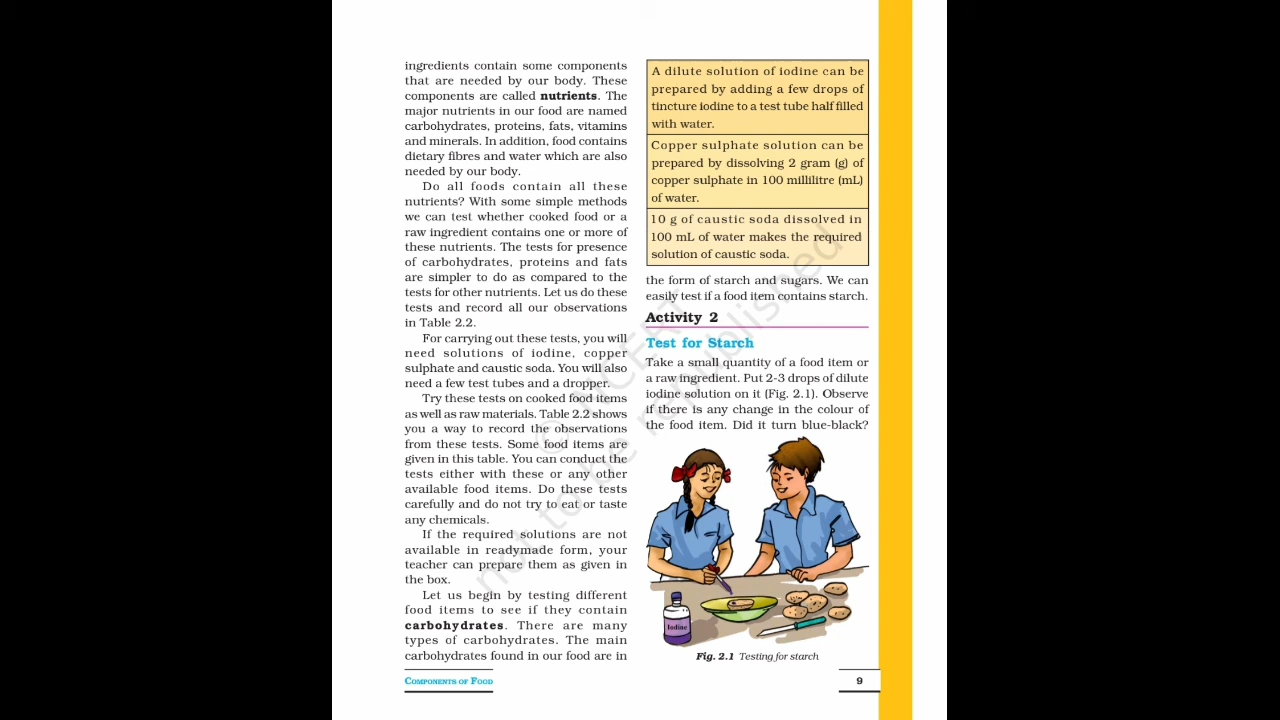 ingredients contain some components
that are needed by our body. These
components are called nutrients. The
major nutrients in our food are named
carbohydrates, proteins, fats, vitamins
and minerals. In addition, food contains
dietary fibres and water which are also
needed by our body.
Do all foods contain all these
nutrients? With some simple methods
we can test whether cooked food or a
raw ingredient contains one or more of
these nutrients. The tests for presence
of carbohydrates, proteins and fats
are simpler to do as compared to the
tests for other nutrients. Let us do these
tests and record all our observations
in Table 2.2.
For carrying out these tests, you will
need solutions of iodine, copper
sulphate and caustic soda. You will also
need a few test tubes and a dropper.
Try these tests on cooked food items
as well as raw materials. Table 2.2 shows
you a way to record the observations
from these tests. Some food items are
given in this table. You can conduct the
tests either with these or any other
available food items. Do these tests
carefully and do not try to eat or taste
any chemicals.
If the required solutions are not
available in readymade form, your
teacher can prepare them as given in
the box.
Let us begin by testing different
food items to see if they contain
carbohydrates. There are many
types of carbohydrates. The main
carbohydrates found in our food are in
A dilute solution of iodine can be
prepared by adding a few drops of
tincture iodine to a test tube half filled
with water.
Copper sulphate solution can be
prepared by dissolving 2 gram (g) of
copper sulphate in 100 millilitre (mL)
of water.
10 g of caustic soda dissolved in
100 mL of water makes the required
solution of caustic soda.
the form of starch and sugars. We can
easily test if a food item contains starch.
Activity 2
Test for Starch
Take a small quantity of a food item or
a raw ingredient. Put 2-3 drops of dilute
iodine solution on it (Fig. 2.1). Observe
if there is any change in the colour of
the food item. Did it turn blue-black?
Iodine
Fig. 2.1 Testing for starch
COMPONENTS OF FOOD
9
© NCERT
not to be republished